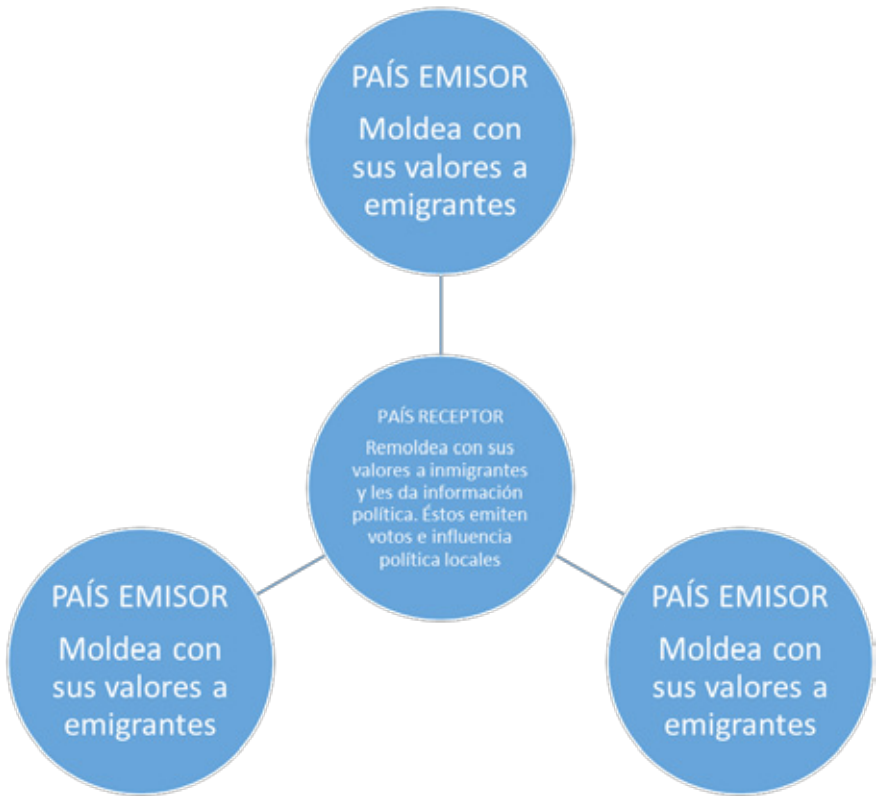 PAÍS EMISOR
Moldea con
sus valores a
emigrantes
PAÍS RECEPTOR
Remoldea con sus
valores a inmigrantes
y les da información
política. Éstos emiten
votos e influencia
política locales
PAÍS EMISOR
Moldea con
sus valores a
emigrantes
PAÍS EMISOR
Moldea con
sus valores a
emigrantes